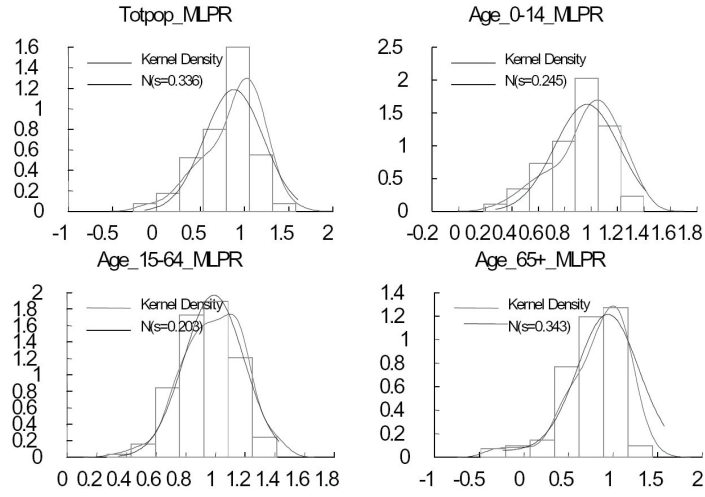 Totpop_MLPR
1.6
1.4
1.2
1
0.8
0.6
0.4
0.2
0
Kernel Density
N(s=0.336)
-1 -0.5 0 0.5 1 1.5 2
Age_0-14_MLPR
2.5
2
1.5
1
0.5
0
Kernel Density
N(s=0.245)
-0.2 0 0.2 0.4 0.6 0.8 1 1.2 1.4 1.6 1.8
Age_15-64_MLPR
2
1.8
1.6
1.4
1.2
1
0.8
0.6
0.4
0.2
0
Kernel Density
N(s=0.203)
0 0.2 0.4 0.6 0.8 1 1.2 1.4 1.6 1.8
Age_65+_MLPR
1.4
1.2
1
0.8
0.6
0.4
0.2
0
Kernel Density
N(s=0.343)
-1 -0.5 0 0.5 1 1.5 2